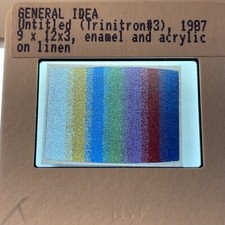 GENERAL IDEA
Untitled (Trinitron#3), 1987
9 x 12x3, enamel and acrylic
on linen